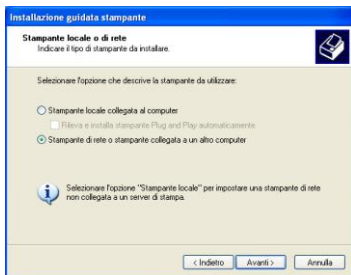 Installazione guidata stampante
Stampante locale o di rete
Indicare il tipo di stampante da installare.
Selezionare l'opzione che descrive la stampante da utilizzare:
Stampante locale collegata al computer
Rileva e installa stampante Plug and Play automaticamente
Stampante di rete o stampante collegata a un altro computer
Selezionare l'opzione "Stampante locale" per impostare una stampante di rete
non collegata a un server di stampa.
< Indietro
Avanti >
Annulla